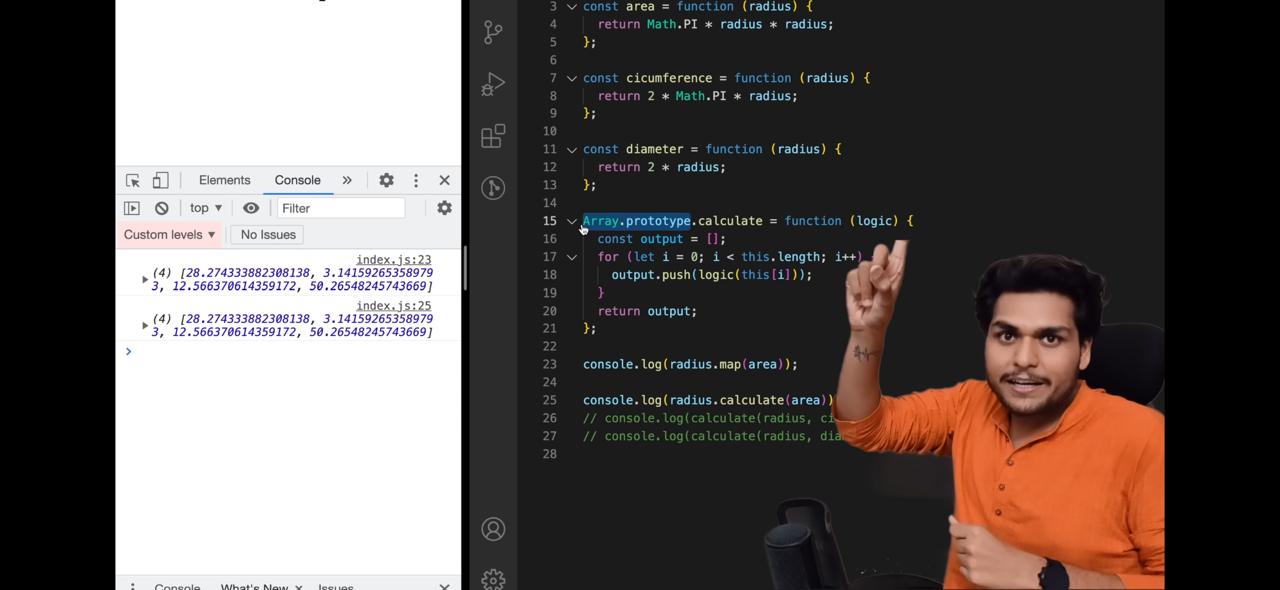 Elements
Console
top
Filter
Custom levels
No Issues
index.js:23
(4) [28.274333882308138, 3.14159265358979
3, 12.566370614359172, 50.26548245743669]
index.js:25
(4) [28.274333882308138, 3.14159265358979
3, 12.566370614359172, 50.26548245743669]
Console
What's New
Issues
3 const area = function (radius) {
4 return Math.PI * radius * radius;
5 };
6
7 const cicumference = function (radius) {
8 return 2 * Math.PI * radius;
9 };
10
11 const diameter = function (radius) {
12 return 2 * radius;
13 };
14
15 Array.prototype.calculate = function (logic) {
16 const output = [];
17 for (let i = 0; i < this.length; i++)
18 output.push(logic(this[i]));
19 }
20 return output;
21 };
22
23 console.log(radius.map(area));
24
25 console.log(radius.calculate(area))
26 // console.log(calculate(radius, ci
27 // console.log(calculate(radius, dia
28